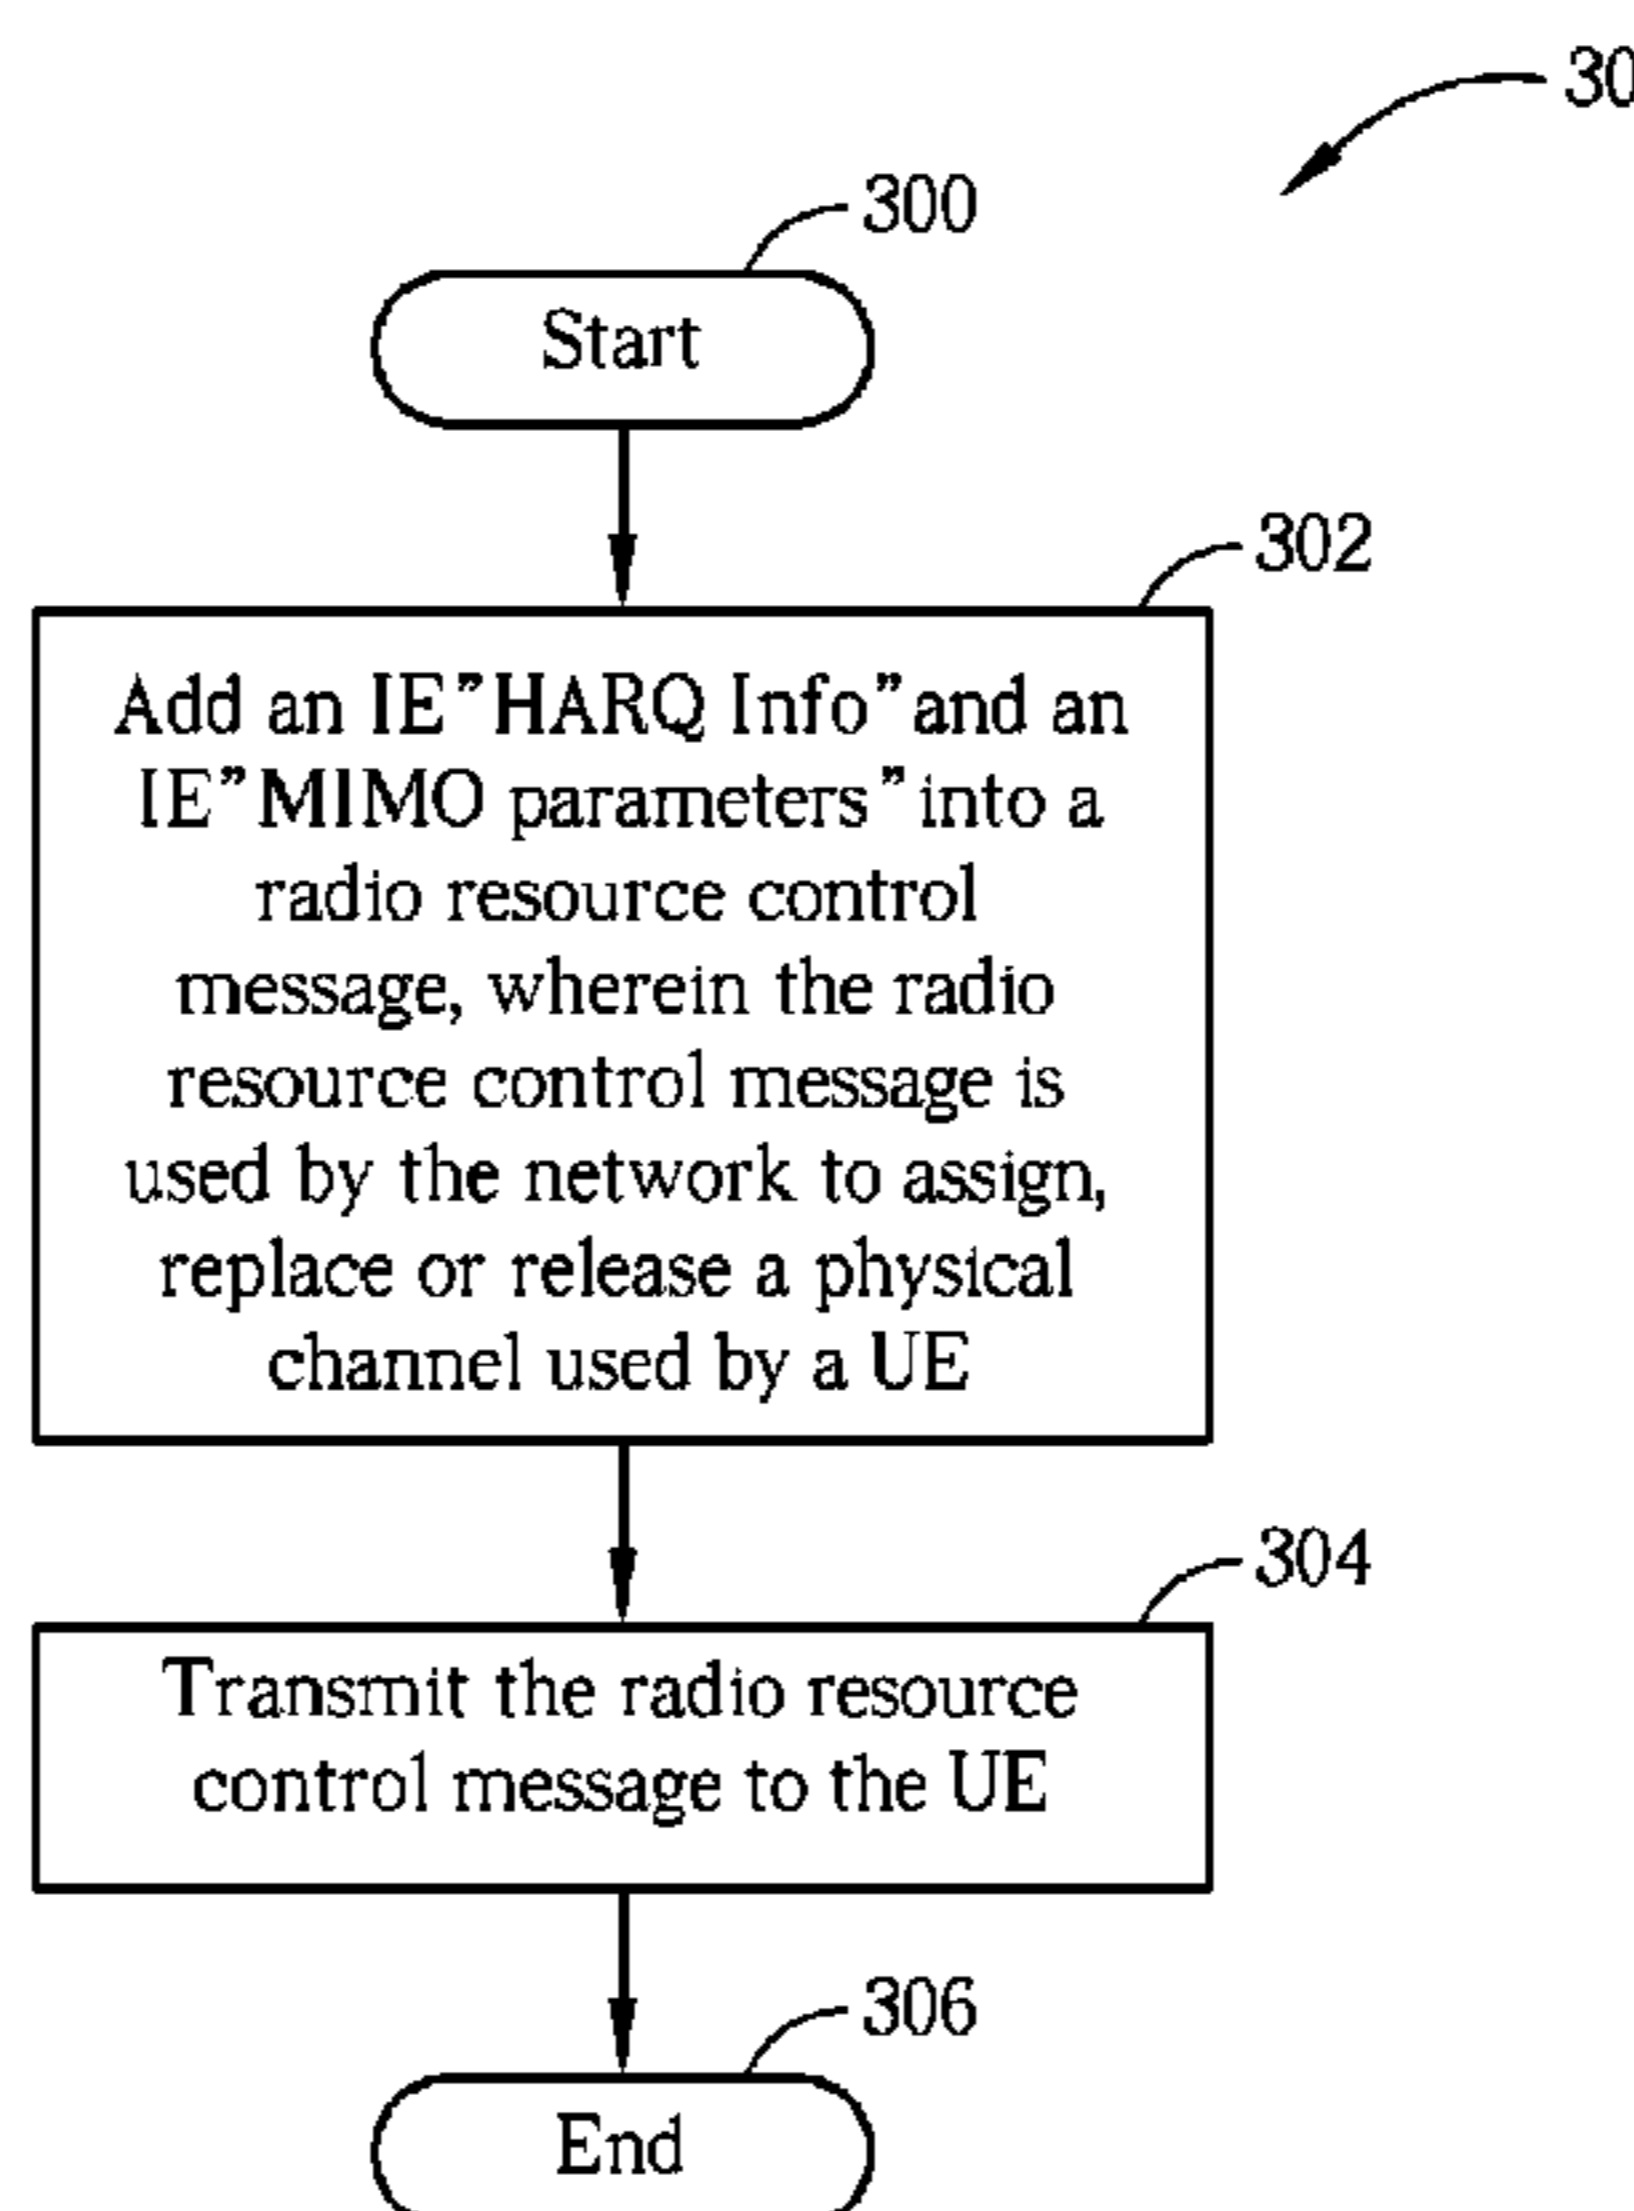 30
300
Start
302
Add an IE"HARQ Info"and an
IE"MIMO parameters"into a
radio resource control
message, wherein the radio
resource control message is
used by the network to assign,
replace or release a physical
channel used by a UE
304
Transmit the radio resource
control message to the UE
306
End